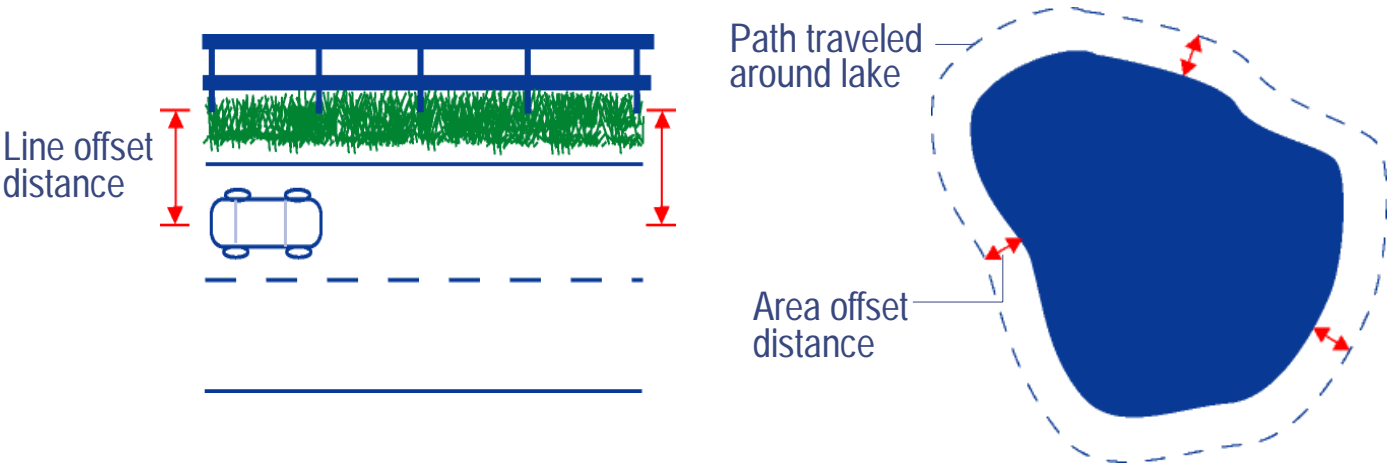 Line offset
distance
Path traveled
around lake
Area offset
distance